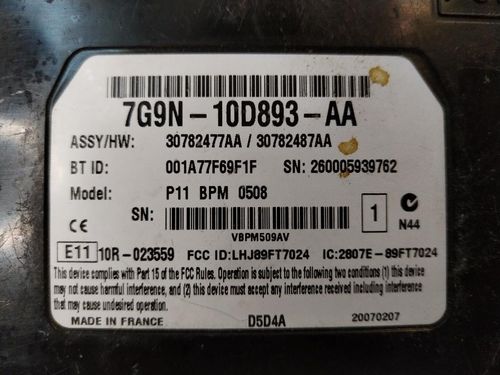 7G9N-10D893-AA
ASSY/HW: 30782477AA / 30782487AA
BT ID: 001A77F69F1F SN: 260005939762
Model: P11 BPM 0508
SN:
VBPM509AV
1
N44
CE
E11 10R-023559 FCC ID:LHJ89FT7024 IC:2807E-89FT7024
This device complies with Part 15 of the FCC Rules. Operation is subject to the following two conditions (1) this device
may not cause harmful interference, and (2) this device must accept any interference received including interference
that may cause undesired operation.
MADE IN FRANCE D5D4A 20070207